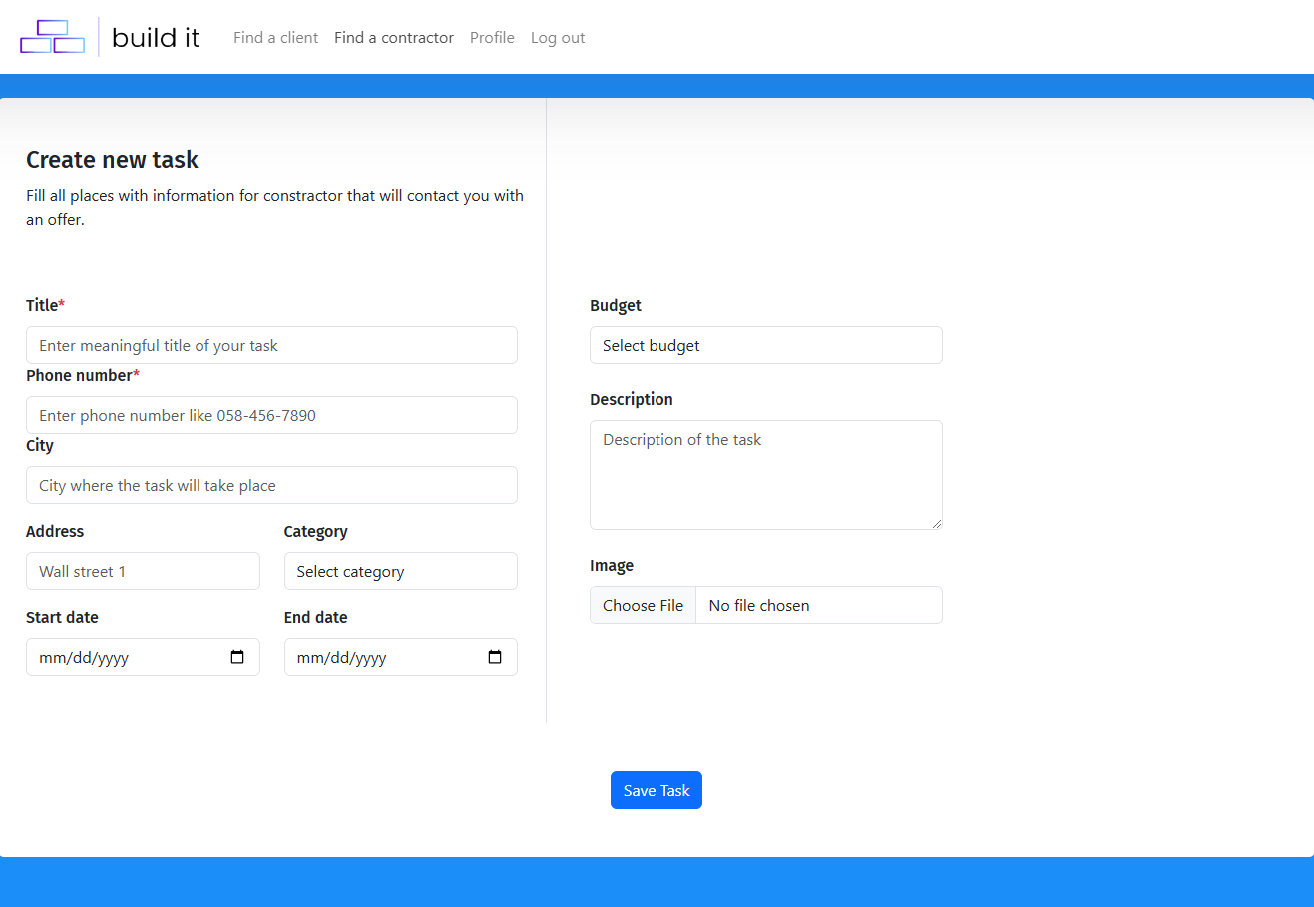 build it
Find a client
Find a contractor
Profile
Log out
Create new task
Fill all places with information for constractor that will contact you with
an offer.
Title*
Enter meaningful title of your task
Phone number*
Enter phone number like 058-456-7890
City
City where the task will take place
Address
Category
Wall street 1
Select category
Start date
End date
mm/dd/yyyy
mm/dd/yyyy
Budget
Select budget
Description
Description of the task
Image
Choose File
No file chosen
Save Task